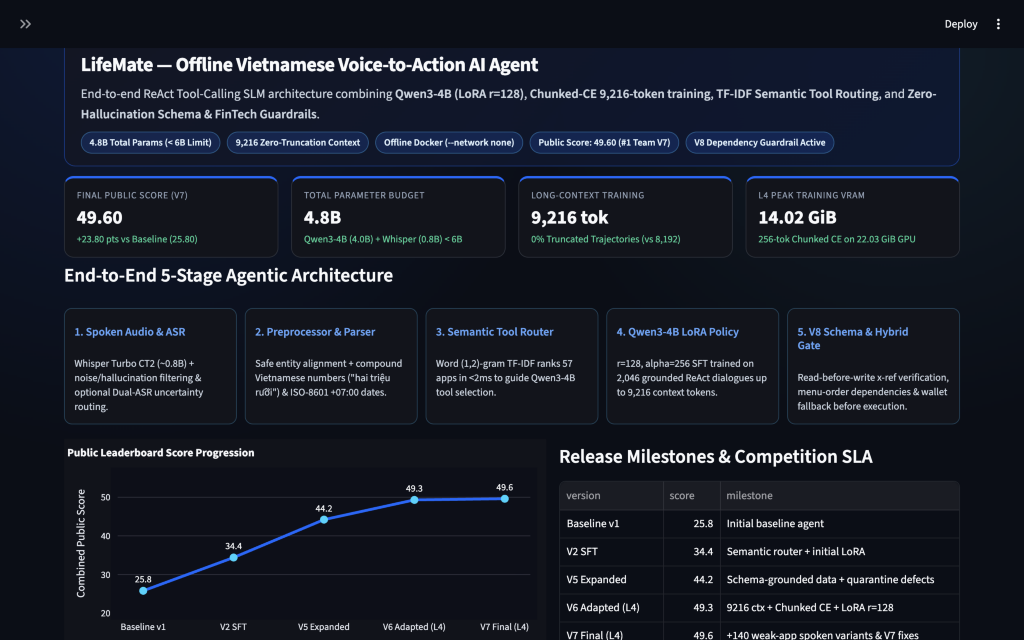 Deploy
LifeMate — Offline Vietnamese Voice-to-Action AI Agent
End-to-end ReAct Tool-Calling SLM architecture combining Qwen3-4B (LoRA r=128), Chunked-CE 9,216-token training, TF-IDF Semantic Tool Routing, and Zero-
Hallucination Schema & FinTech Guardrails.
4.8B Total Params (< 6B Limit)
9,216 Zero-Truncation Context
Offline Docker (--network none)
Public Score: 49.60 (#1 Team V7)
V8 Dependency Guardrail Active
FINAL PUBLIC SCORE (V7)
49.60
+23.80 pts vs Baseline (25.80)
TOTAL PARAMETER BUDGET
4.8B
Qwen3-4B (4.0B) + Whisper (0.8B) < 6B
LONG-CONTEXT TRAINING
9,216 tok
0% Truncated Trajectories (vs 8,192)
L4 PEAK TRAINING VRAM
14.02 GiB
256-tok Chunked CE on 22.03 GiB GPU
End-to-End 5-Stage Agentic Architecture
1. Spoken Audio & ASR
Whisper Turbo CT2 (~0.8B) +
noise/hallucination filtering &
optional Dual-ASR uncertainty
routing.
2. Preprocessor & Parser
Safe entity alignment + compound
Vietnamese numbers ("hai triệu
rưỡi") & ISO-8601 +07:00 dates.
3. Semantic Tool Router
Word (1,2)-gram TF-IDF ranks 57
apps in <2ms to guide Qwen3-4B
tool selection.
4. Qwen3-4B LoRA Policy
r=128, alpha=256 SFT trained on
2,046 grounded ReAct dialogues up
to 9,216 context tokens.
5. V8 Schema & Hybrid
Gate
Read-before-write x-ref verification,
menu-order dependencies & wallet
fallback before execution.
Public Leaderboard Score Progression
Combined Public Score
50
40
30
20
25.8
34.4
44.2
49.3
49.6
Baseline v1
V2 SFT
V5 Expanded
V6 Adapted (L4)
V7 Final (L4)
Release Milestones & Competition SLA
version score milestone
Baseline v1 25.8 Initial baseline agent
V2 SFT 34.4 Semantic router + initial LoRA
V5 Expanded 44.2 Schema-grounded data + quarantine defects
V6 Adapted (L4) 49.3 9216 ctx + Chunked CE + LoRA r=128
V7 Final (L4) 49.6 +140 weak-app spoken variants & V7 fixes